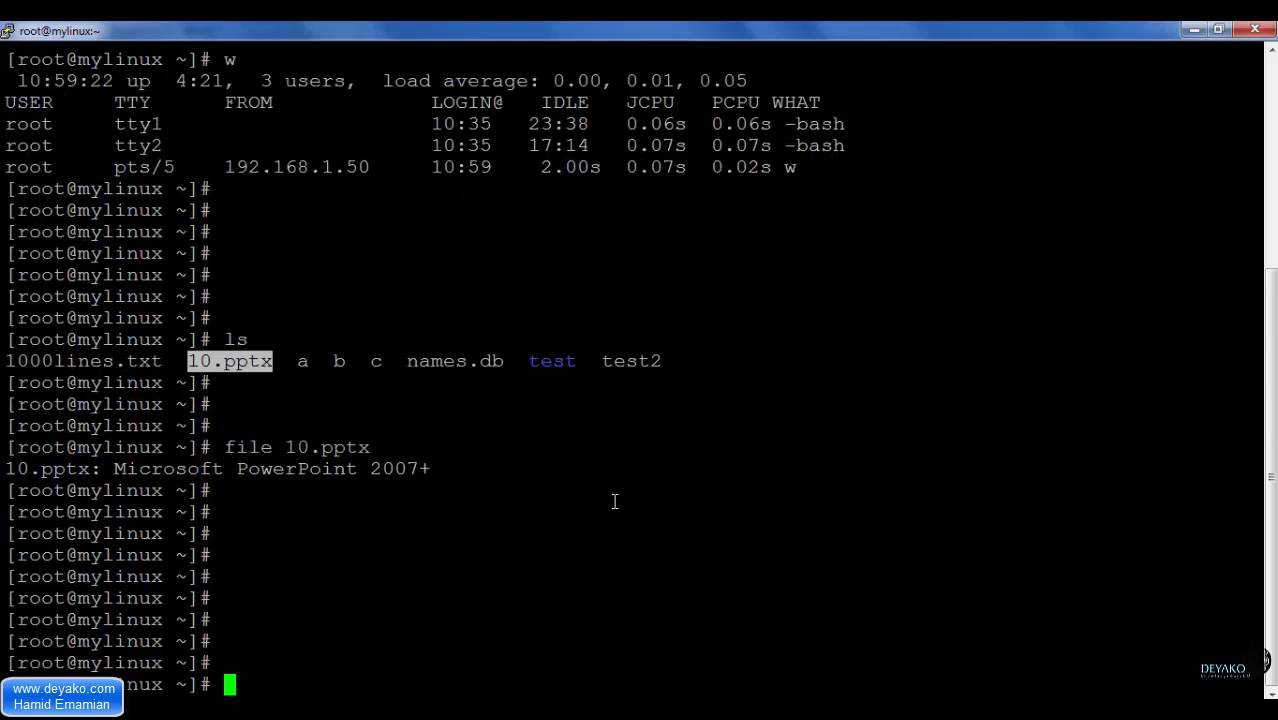 root@mylinux:~
[root@mylinux ~]# w
 10:59:22 up  4:21,  3 users,  load average: 0.00, 0.01, 0.05
USER     TTY      FROM             LOGIN@   IDLE   JCPU   PCPU WHAT
root     tty1                      10:35   23:38   0.06s  0.06s -bash
root     tty2                      10:35   17:14   0.07s  0.07s -bash
root     pts/5    192.168.1.50     10:59    2.00s  0.07s  0.02s w
[root@mylinux ~]#
[root@mylinux ~]#
[root@mylinux ~]#
[root@mylinux ~]#
[root@mylinux ~]#
[root@mylinux ~]#
[root@mylinux ~]#
[root@mylinux ~]# ls
1000lines.txt  10.pptx  a  b  c  names.db  test  test2
[root@mylinux ~]#
[root@mylinux ~]#
[root@mylinux ~]#
[root@mylinux ~]# file 10.pptx
10.pptx: Microsoft PowerPoint 2007+
[root@mylinux ~]#
[root@mylinux ~]#
[root@mylinux ~]#
[root@mylinux ~]#
[root@mylinux ~]#
[root@mylinux ~]#
[root@mylinux ~]#
[root@mylinux ~]#
[root@mylinux ~]#
inux ~]#
DEYAKO
www.deyako.com
Hamid Emamian